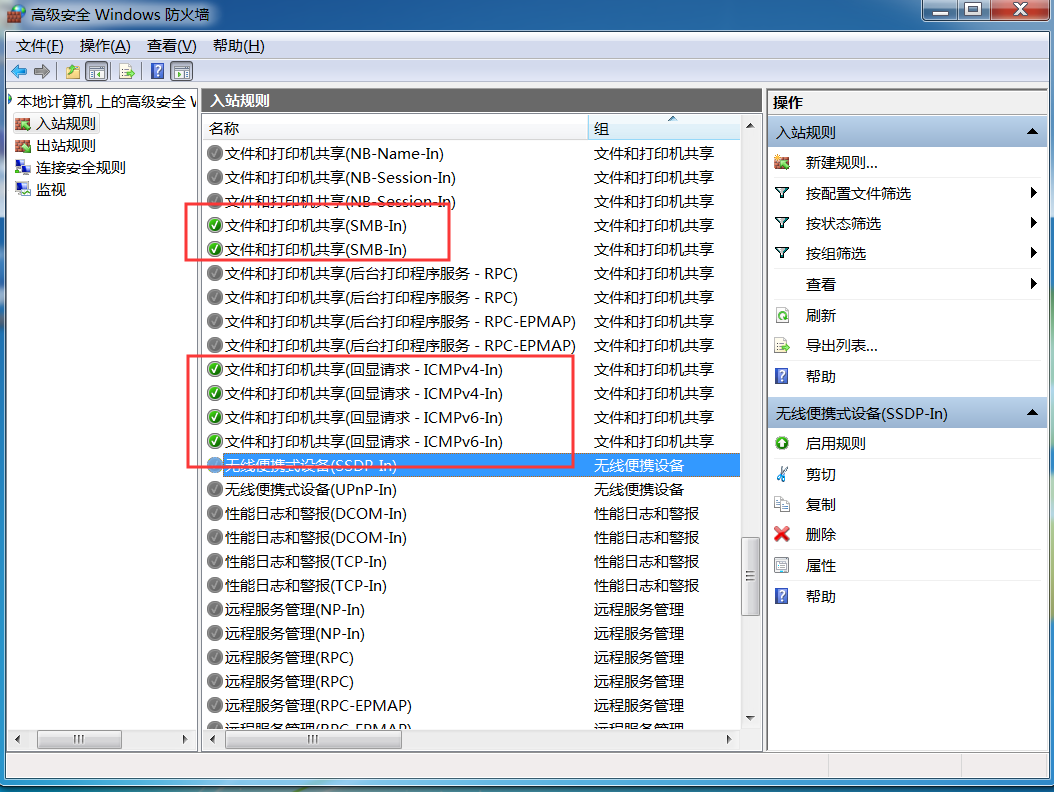 高级安全 Windows 防火墙
文件(F) 操作(A) 查看(V) 帮助(H)
本地计算机 上的高级安全 W
入站规则
出站规则
连接安全规则
监视
入站规则
名称 组
文件和打印机共享(NB-Name-In) 文件和打印机共享
文件和打印机共享(NB-Session-In) 文件和打印机共享
文件和打印机共享(NB-Session-In) 文件和打印机共享
文件和打印机共享(SMB-In) 文件和打印机共享
文件和打印机共享(SMB-In) 文件和打印机共享
文件和打印机共享(后台打印程序服务 - RPC) 文件和打印机共享
文件和打印机共享(后台打印程序服务 - RPC) 文件和打印机共享
文件和打印机共享(后台打印程序服务 - RPC-EPMAP) 文件和打印机共享
文件和打印机共享(后台打印程序服务 - RPC-EPMAP) 文件和打印机共享
文件和打印机共享(回显请求 - ICMPv4-In) 文件和打印机共享
文件和打印机共享(回显请求 - ICMPv4-In) 文件和打印机共享
文件和打印机共享(回显请求 - ICMPv6-In) 文件和打印机共享
文件和打印机共享(回显请求 - ICMPv6-In) 文件和打印机共享
无线便携式设备(SSDP-In) 无线便携设备
无线便携式设备(UPnP-In) 无线便携设备
性能日志和警报(DCOM-In) 性能日志和警报
性能日志和警报(DCOM-In) 性能日志和警报
性能日志和警报(TCP-In) 性能日志和警报
性能日志和警报(TCP-In) 性能日志和警报
远程服务管理(NP-In) 远程服务管理
远程服务管理(NP-In) 远程服务管理
远程服务管理(RPC) 远程服务管理
远程服务管理(RPC) 远程服务管理
远程服务管理(RPC-EPMAP) 远程服务管理
远程服务管理(RPC-EPMAP) 远程服务管理
操作
入站规则
新建规则...
按配置文件筛选
按状态筛选
按组筛选
查看
刷新
导出列表...
帮助
无线便携式设备(SSDP-In)
启用规则
剪切
复制
删除
属性
帮助